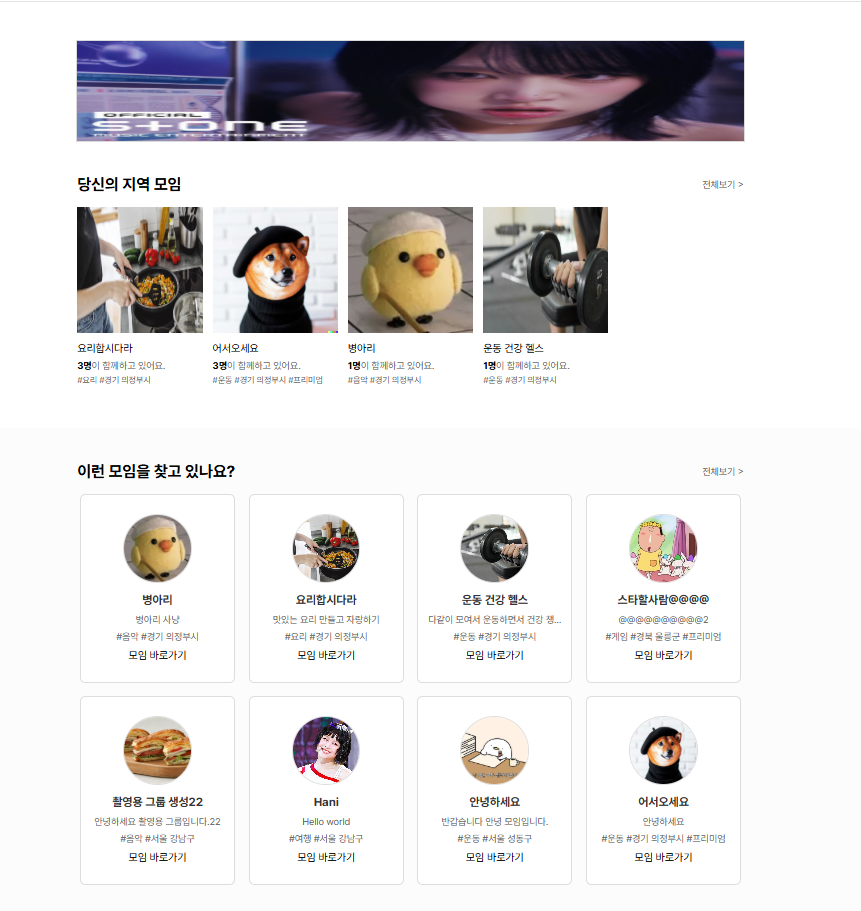 OFFICIAL
STONE
MUSIC ENTERTAINMENT
당신의 지역 모임
전체보기 >
요리합시다라
3명이 함께하고 있어요.
#요리 #경기 의정부시
어서오세요
3명이 함께하고 있어요.
#운동 #경기 의정부시 #프리미엄
병아리
1명이 함께하고 있어요.
#음악 #경기 의정부시
운동 건강 헬스
1명이 함께하고 있어요.
#운동 #경기 의정부시
이런 모임을 찾고 있나요?
전체보기 >
병아리
병아리 사냥
#음악 #경기 의정부시
모임 바로가기
요리합시다라
맛있는 요리 만들고 자랑하기
#요리 #경기 의정부시
모임 바로가기
운동 건강 헬스
다같이 모여서 운동하면서 건강 챙...
#운동 #경기 의정부시
모임 바로가기
스타할사람@@@@
@@@@@@@@@@2
#게임 #경북 울릉군 #프리미엄
모임 바로가기
촬영용 그룹 생성22
안녕하세요 촬영용 그룹입니다.22
#음악 #서울 강남구
모임 바로가기
Hani
Hello world
#여행 #서울 강남구
모임 바로가기
안녕하세요
반갑습니다 안녕 모임입니다.
#운동 #서울 성동구
모임 바로가기
어서오세요
안녕하세요
#운동 #경기 의정부시 #프리미엄
모임 바로가기